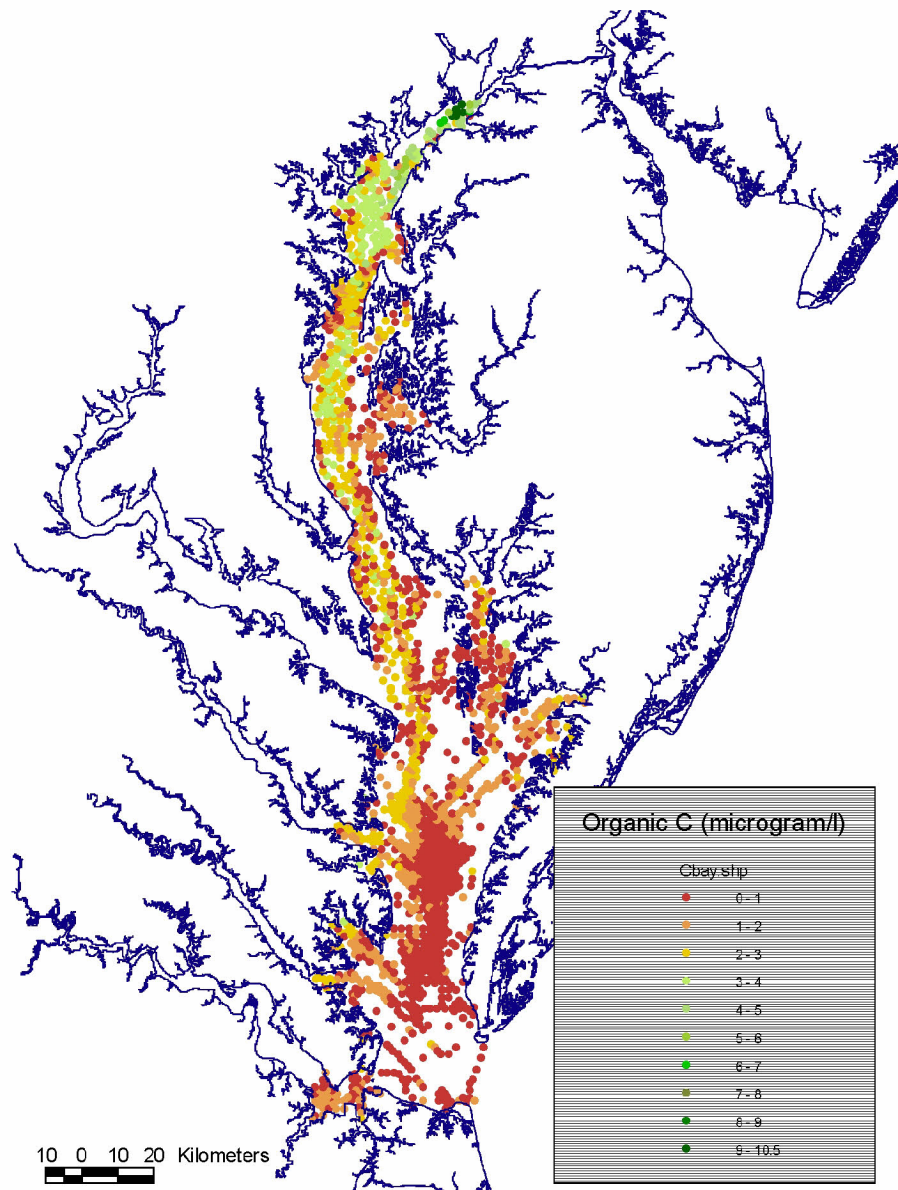 Organic C (microgram/l)
Cbay.shp
0 - 1
1 - 2
2 - 3
3 - 4
4 - 5
5 - 6
6 - 7
7 - 8
8 - 9
9 - 10.5
10 0 10 20 Kilometers